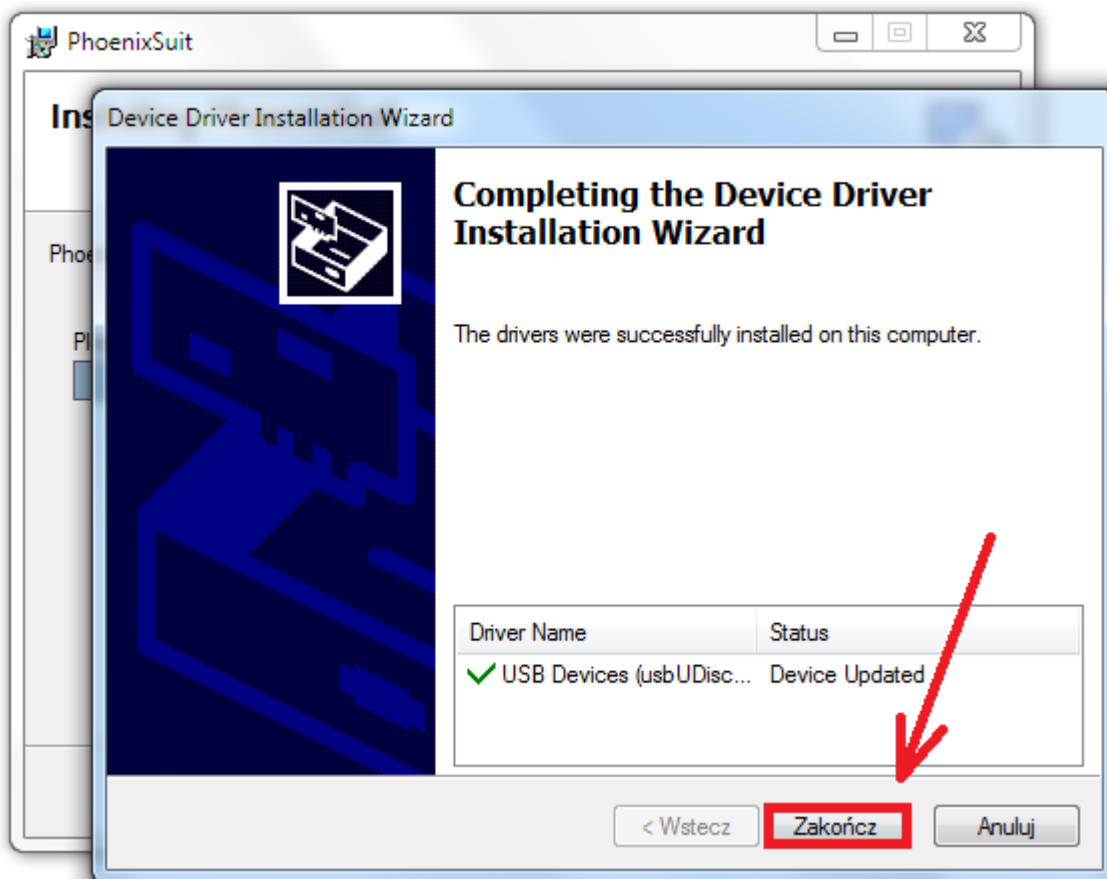 PhoenixSuit
Device Driver Installation Wizard
Completing the Device Driver
Installation Wizard
The drivers were successfully installed on this computer.
Driver Name Status
USB Devices (usbUDisc... Device Updated
< Wstecz Zakończ Anuluj